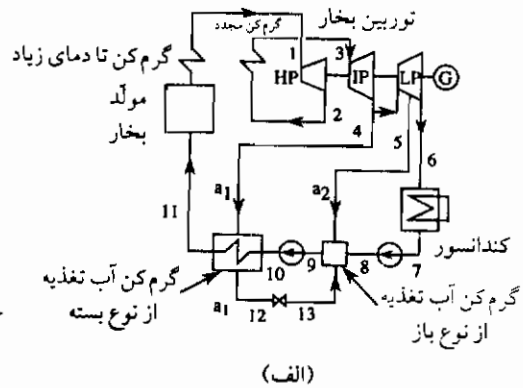 توربین بخار
گرم کن مجدد
گرم کن تا دمای زیاد
مولّد
بخار
1
3
HP
IP
LP
G
2
4
5
6
a1
a2
11
کندانسور
10
9
8
7
گرم کن آب تغذیه
از نوع بسته
a1
12
13
گرم کن آب تغذیه
از نوع باز
(الف)